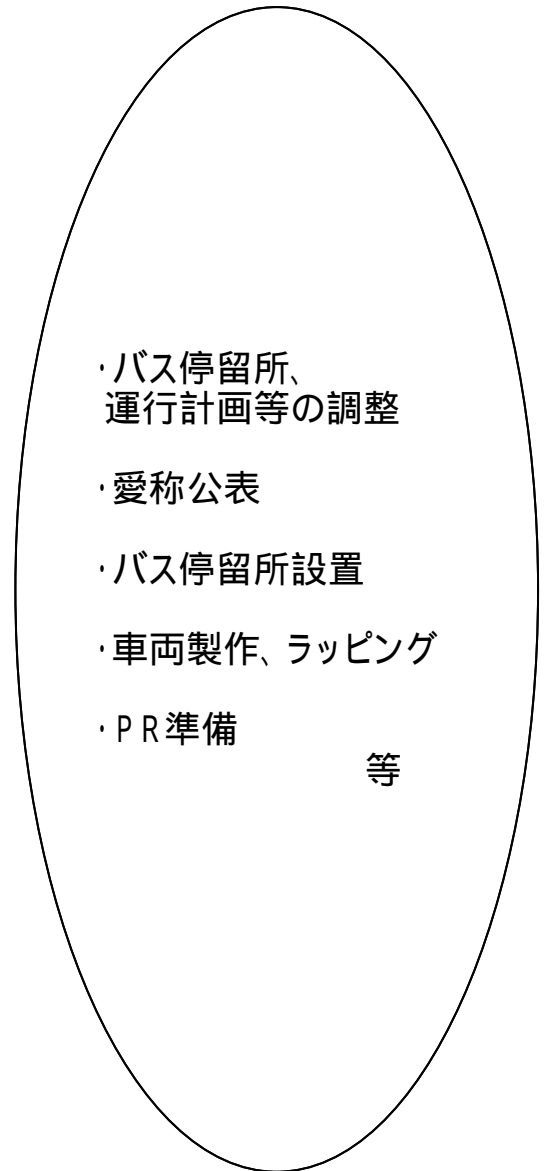 ・バス停留所、
運行計画等の調整
・愛称公表
・バス停留所設置
・車両製作、ラッピング
・PR準備
等